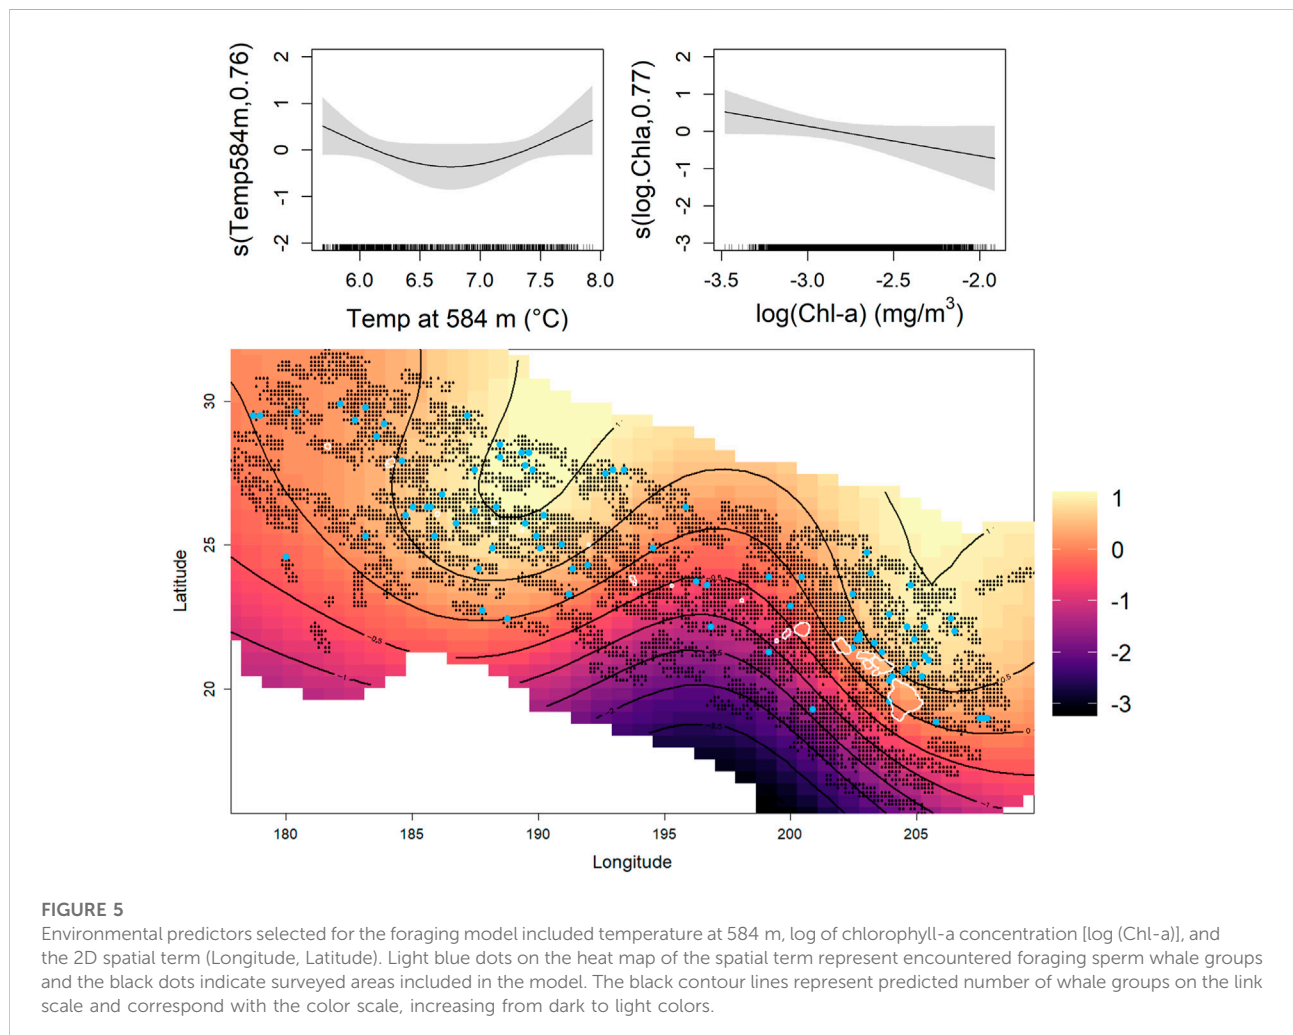 s(Temp584m,0.76)
2
1
0
-1
-2
6.0 6.5 7.0 7.5 8.0
Temp at 584 m (°C)
s(log.Chla,0.77)
2
1
0
-1
-2
-3
-3.5 -3.0 -2.5 -2.0
log(Chl-a) (mg/m³)
Latitude
30
25
20
180 185 190 195 200 205
Longitude
1
0
-1
-2
-3
FIGURE 5
Environmental predictors selected for the foraging model included temperature at 584 m, log of chlorophyll-a concentration [log (Chl-a)], and
the 2D spatial term (Longitude, Latitude). Light blue dots on the heat map of the spatial term represent encountered foraging sperm whale groups
and the black dots indicate surveyed areas included in the model. The black contour lines represent predicted number of whale groups on the link
scale and correspond with the color scale, increasing from dark to light colors.